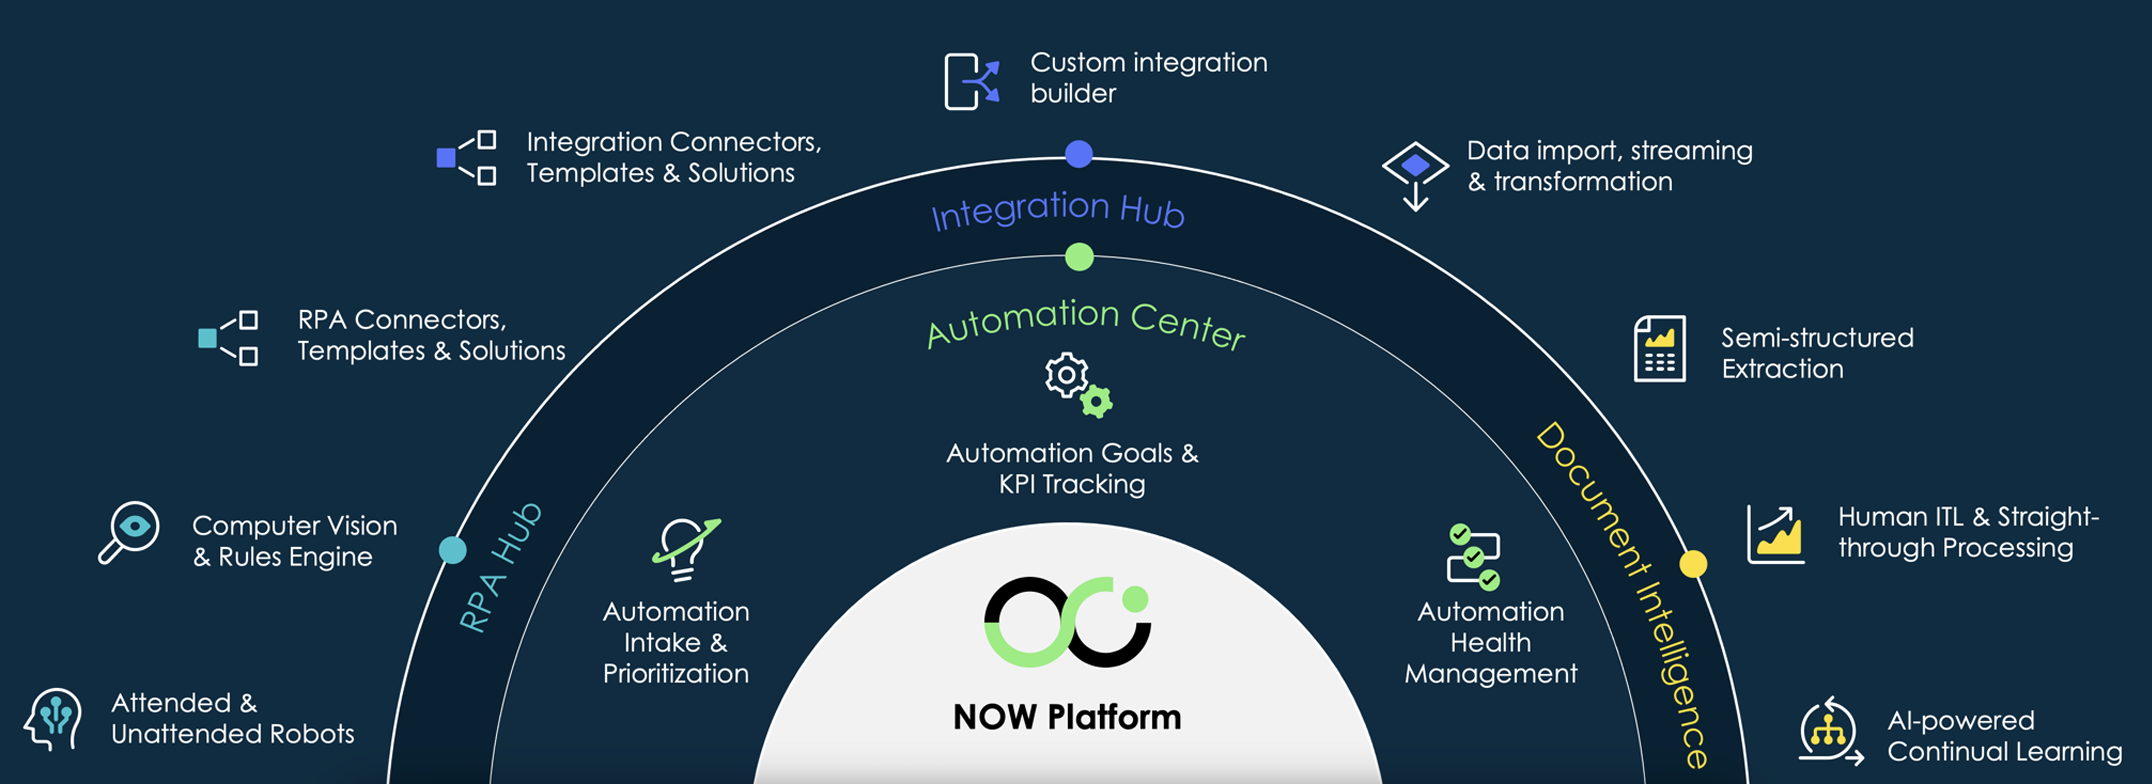 Custom integration
builder
Integration Connectors,
Templates & Solutions
Data import, streaming
& transformation
Integration Hub
RPA Connectors,
Templates & Solutions
Automation Center
Semi-structured
Extraction
Automation Goals &
KPI Tracking
Computer Vision
& Rules Engine
RPA Hub
Document Intelligence
Human ITL & Straight-
through Processing
Automation
Intake &
Prioritization
Automation
Health
Management
NOW Platform
Attended &
Unattended Robots
AI-powered
Continual Learning